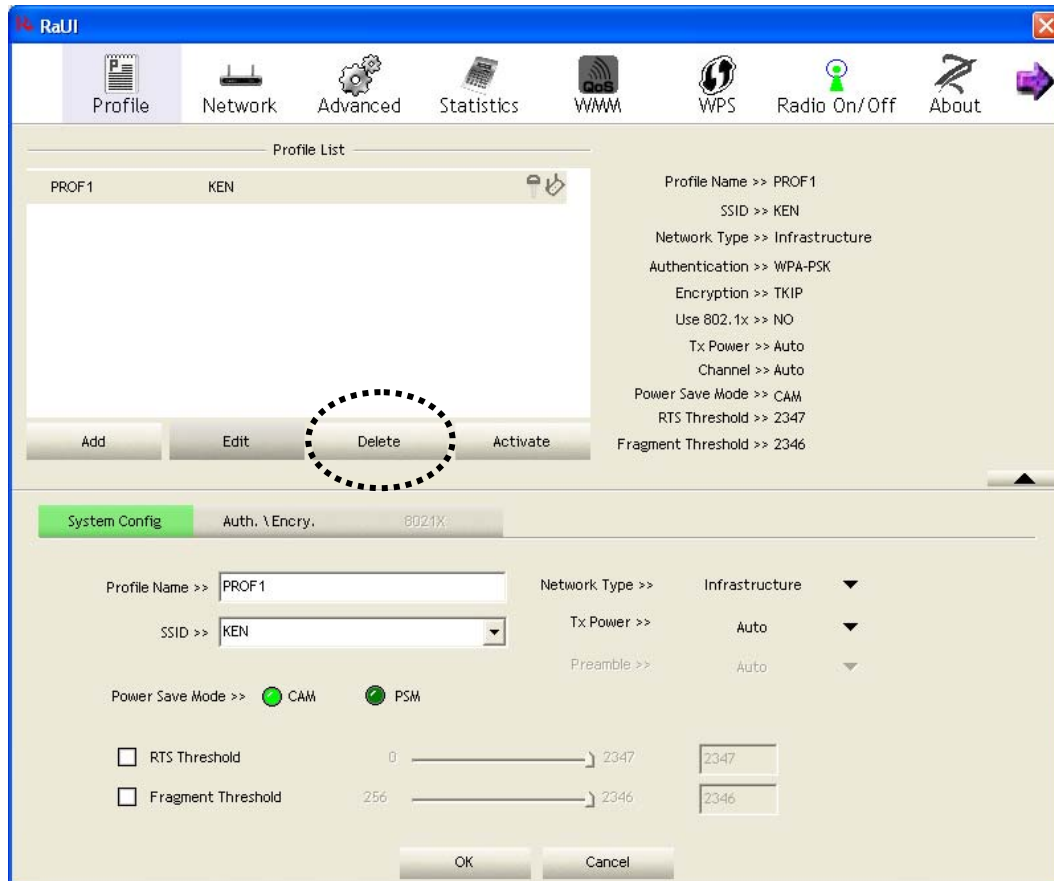 RaUI
Profile Network Advanced Statistics QoS WMM WPS Radio On/Off About
Profile List
PROF1 KEN
Profile Name >> PROF1
SSID >> KEN
Network Type >> Infrastructure
Authentication >> WPA-PSK
Encryption >> TKIP
Use 802.1x >> NO
Tx Power >> Auto
Channel >> Auto
Power Save Mode >> CAM
RTS Threshold >> 2347
Fragment Threshold >> 2346
Add Edit Delete Activate
System Config Auth. \ Encry. 8021X
Profile Name >> PROF1 Network Type >> Infrastructure
SSID >> KEN Tx Power >> Auto
Preamble >> Auto
Power Save Mode >> CAM PSM
RTS Threshold 0 2347 2347
Fragment Threshold 256 2346 2346
OK Cancel